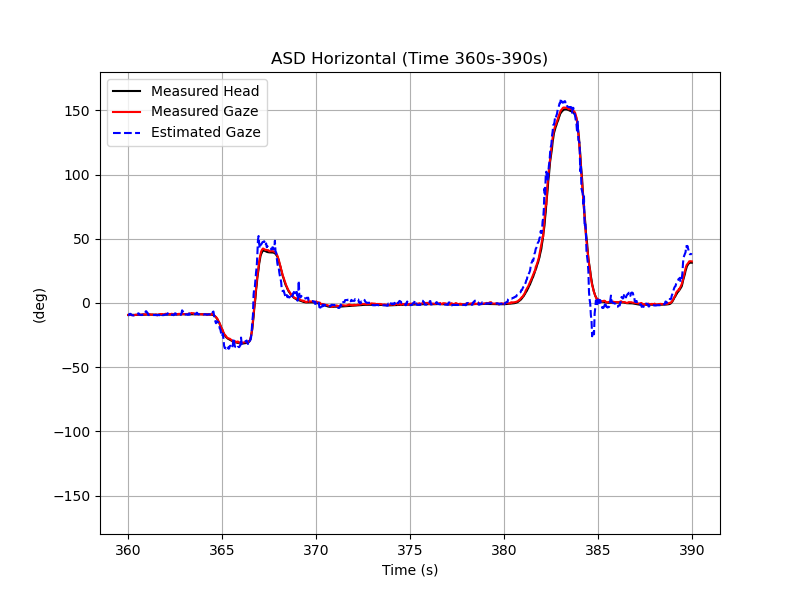 ASD Horizontal (Time 360s-390s)
Measured Head
Measured Gaze
Estimated Gaze
150
100
50
0
−50
−100
−150
(deg)
360 365 370 375 380 385 390
Time (s)